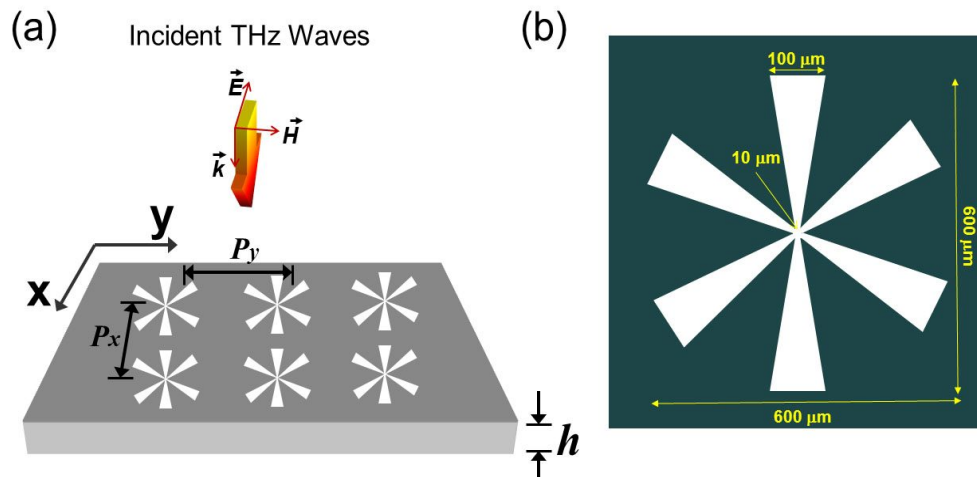 (a)
Incident THz Waves
E
H
k
y
x
Py
Px
h
(b)
100 μm
10 μm
600 μm
600 μm